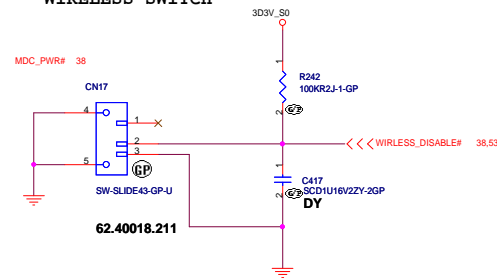 WIRELESS SWITCH
3D3V_S0
MDC_PWR# 38
CN17
R242
100KR2J-1-GP
G/P
WIRLESS_DISABLE# 38,53
C417
SCD1U16V2ZY-2GP
G/P
DY
4
1
2
3
5
GP
SW-SLIDE43-GP-U
62.40018.211
1
2
1
2